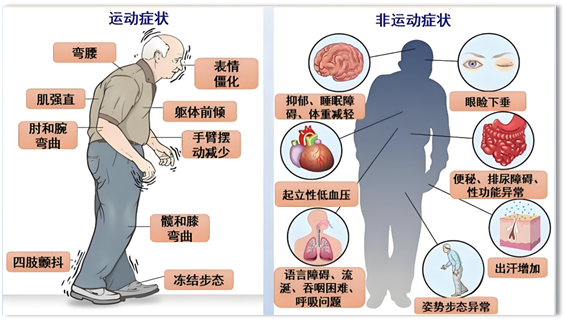 运动症状
弯腰
表情
僵化
肌强直
躯体前倾
肘和腕
弯曲
手臂摆
动减少
髋和膝
弯曲
四肢颤抖
冻结步态
非运动症状
抑郁、睡眠障
碍、体重减轻
眼睑下垂
起立性低血压
便秘、排尿障碍、
性功能异常
语言障碍、流
涎、吞咽困难、
呼吸问题
出汗增加
姿势步态异常